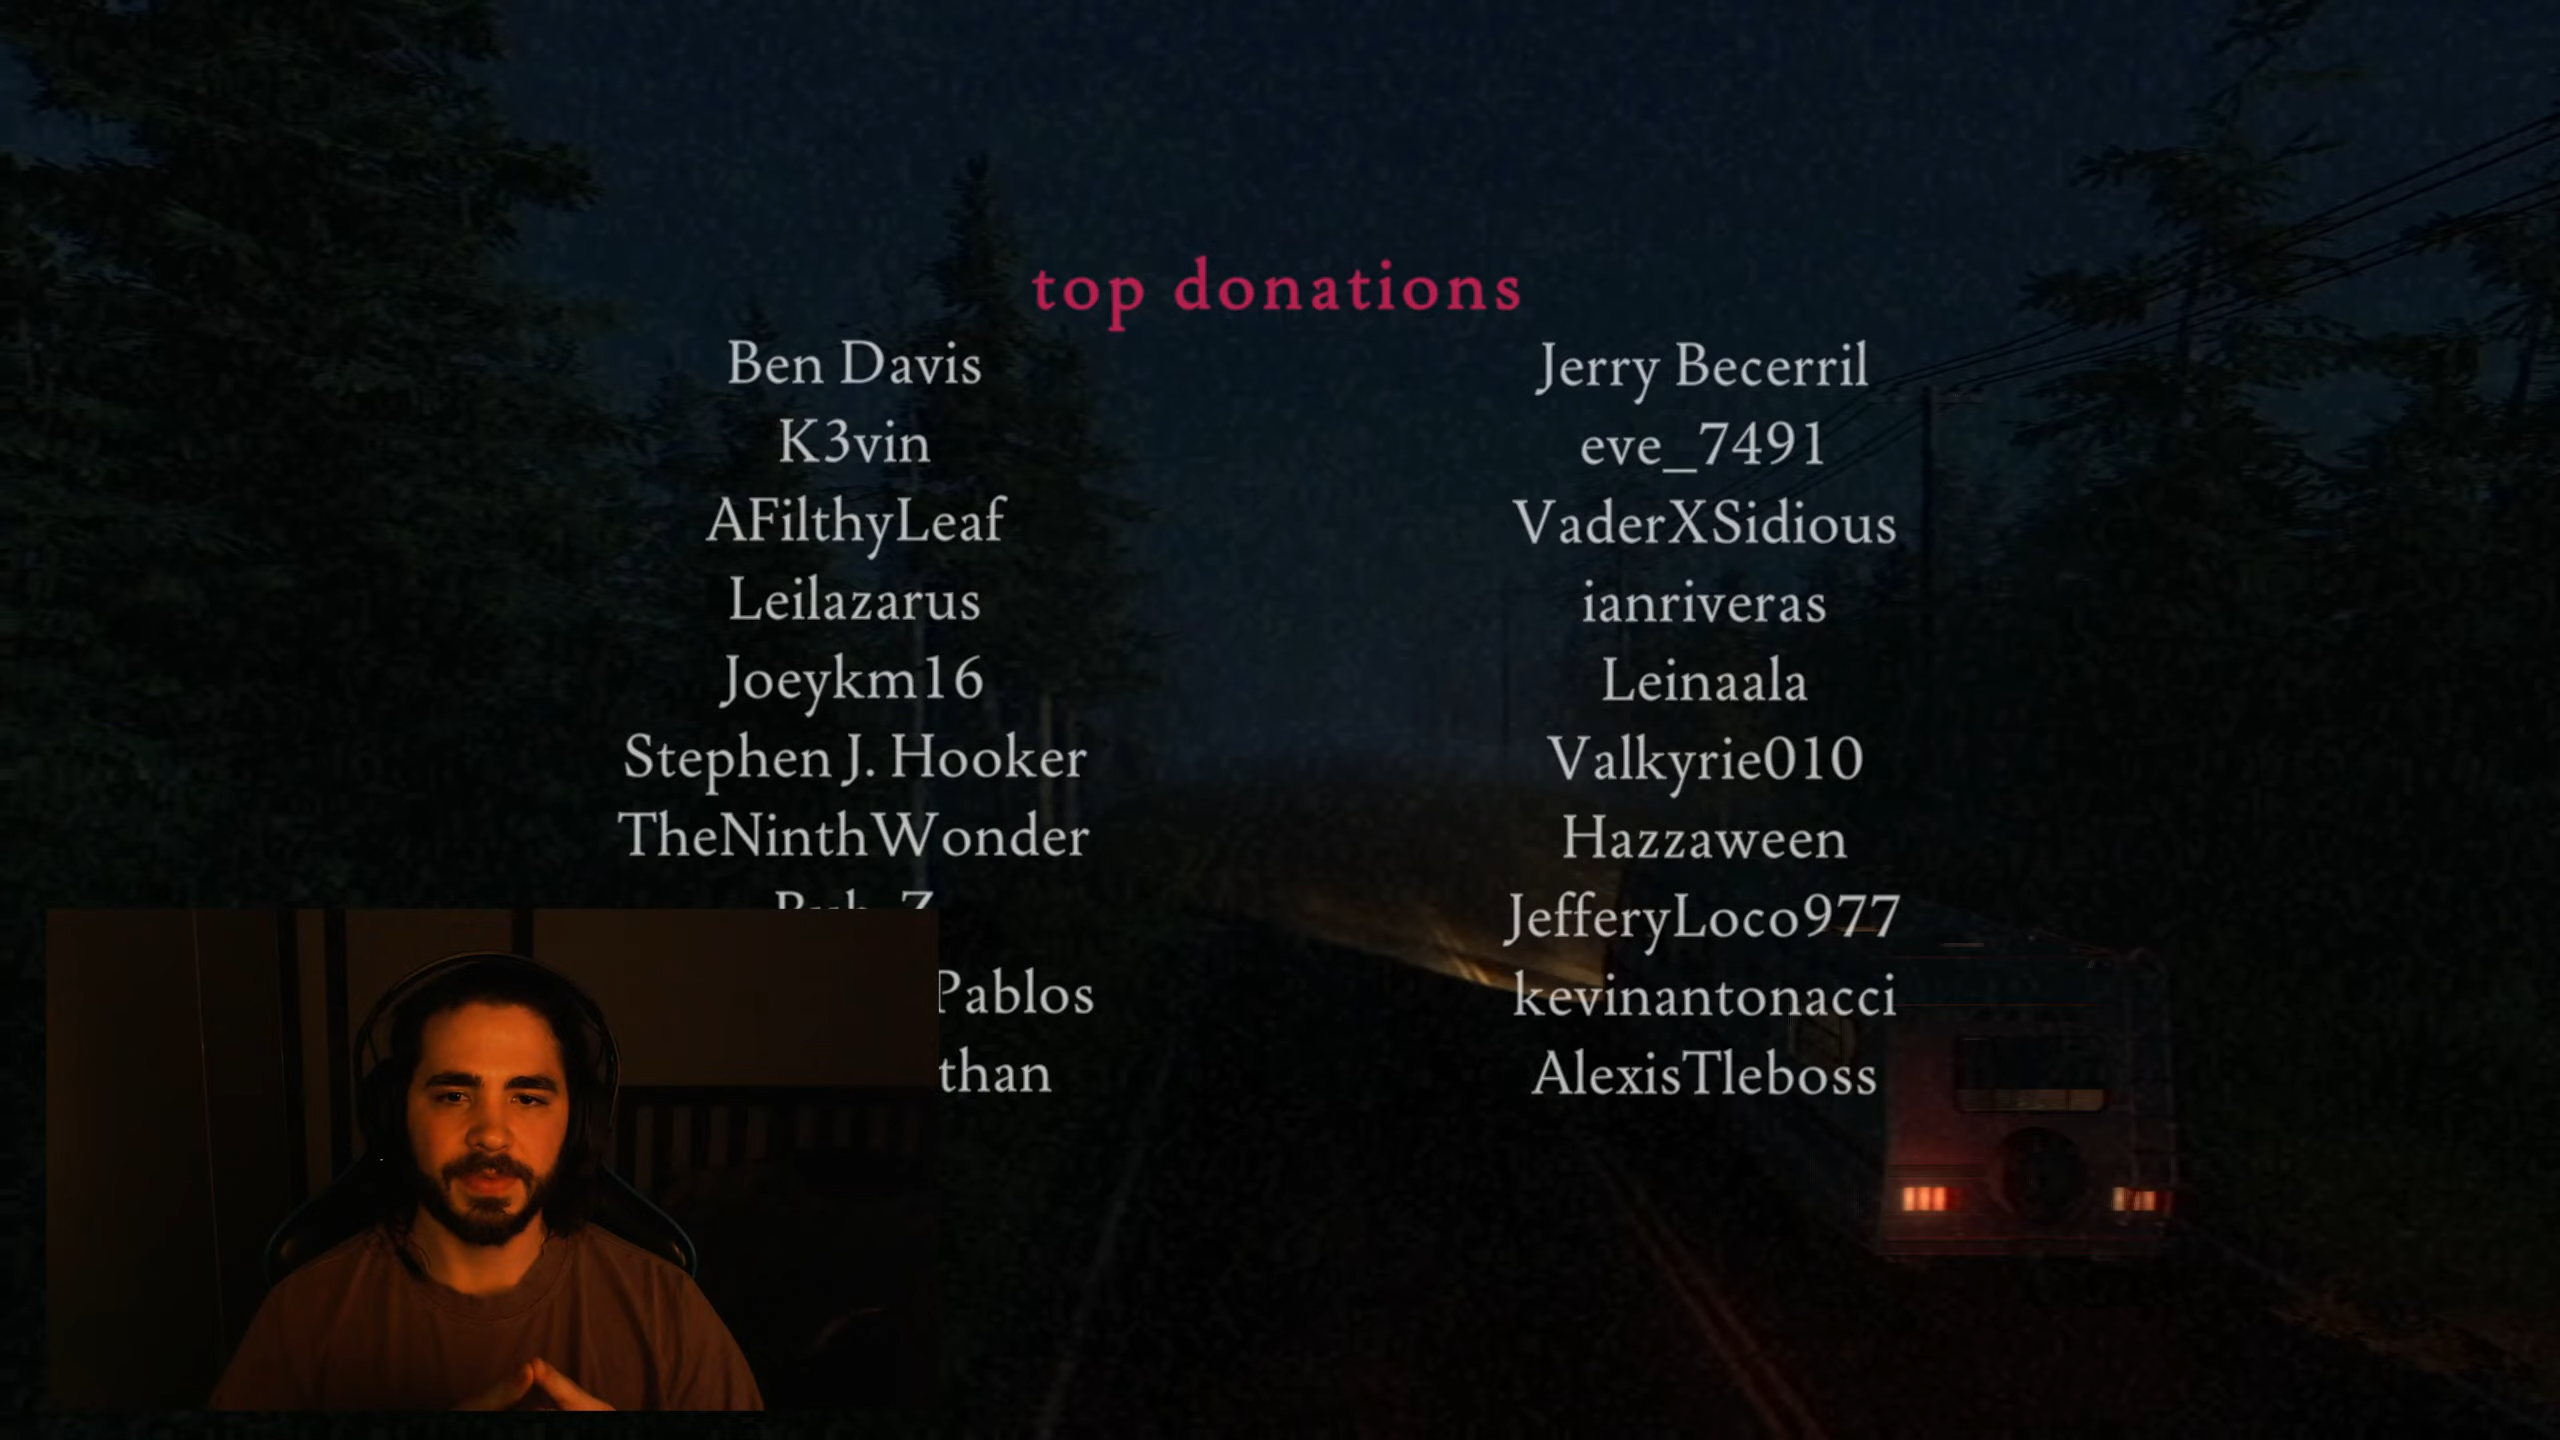 top donations
Ben Davis
K3vin
AFilthyLeaf
Leilazarus
Joeykm16
Stephen J. Hooker
TheNinthWonder
Pablos
than
Jerry Becerril
eve_7491
VaderXSidious
ianriveras
Leinaala
Valkyrie010
Hazzaween
JefferyLoco977
kevinantonacci
AlexisTleboss